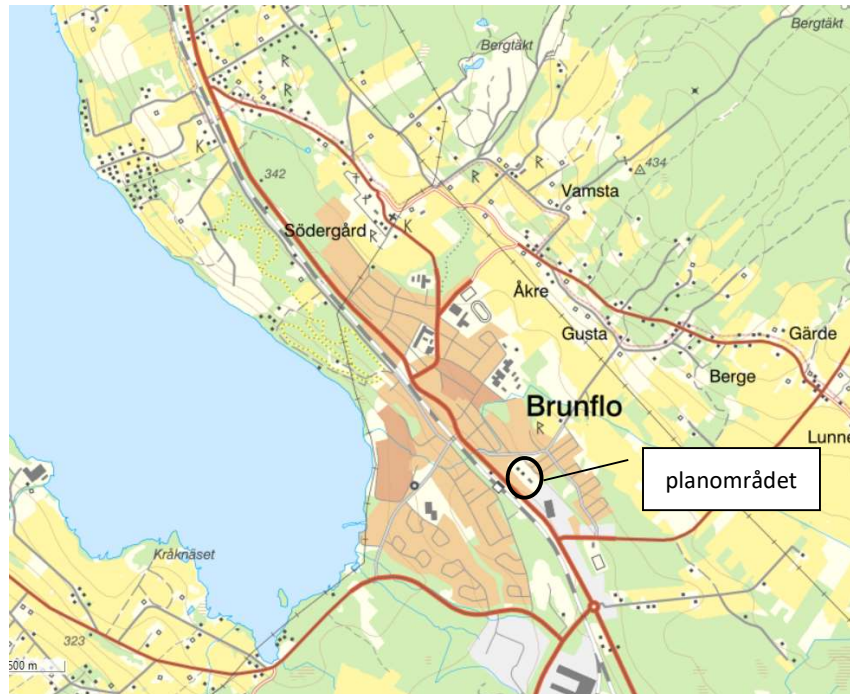 Bergtäkt
Bergtäkt
R
R
K
342
434
R
R
Vamsta
Södergård
R
K
Åkre
Gusta
Gärde
Berge
Brunflo
R
Lunne
planområdet
Kråknäset
323
500 m